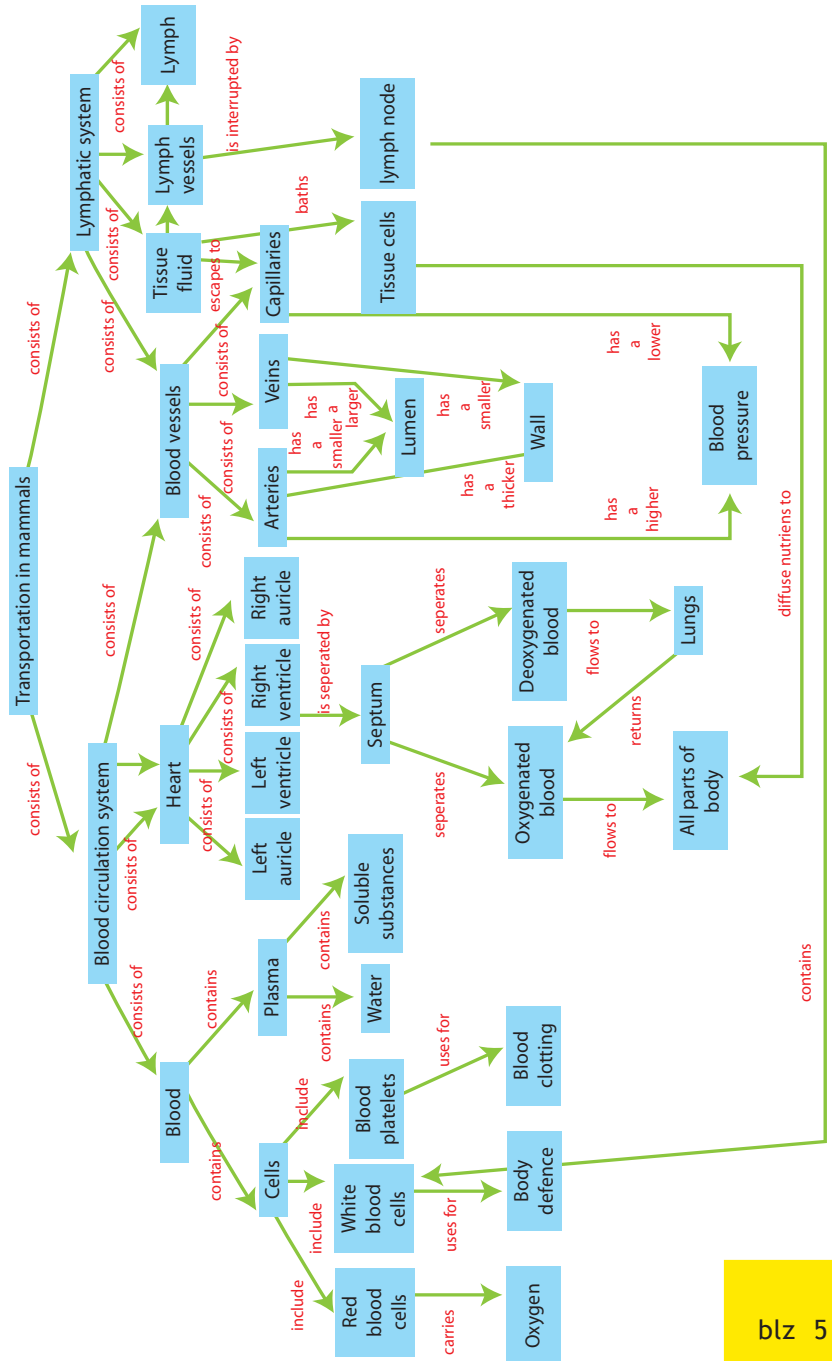 Transportation in mammals
consists of
consists of
Blood circulation system
Lymphatic system
consists of
consists of
consists of
consists of
consists of
consists of
Blood
Heart
Blood vessels
Tissue
fluid
Lymph
vessels
Lymph
contains
contains
consists of
consists of
consists of
consists of
consists of
consists of
escapes to
baths
is interrupted by
Cells
Plasma
Left
auricle
Left
ventricle
Right
ventricle
Right
auricle
Arteries
Veins
Capillaries
include
include
include
contains
contains
is seperated by
has
a
smaller
has
a
larger
Red
blood
cells
White
blood
cells
Blood
platelets
Water
Soluble
substances
Septum
Lumen
Tissue cells
lymph node
carries
uses for
uses for
seperates
seperates
has
a
thicker
has
a
smaller
Oxygen
Body
defence
Blood
clotting
Oxygenated
blood
Deoxygenated
blood
Wall
flows to
flows to
has
a
higher
has
a
lower
returns
All parts of
body
Lungs
Blood
pressure
diffuse nutriens to
contains
blz 5